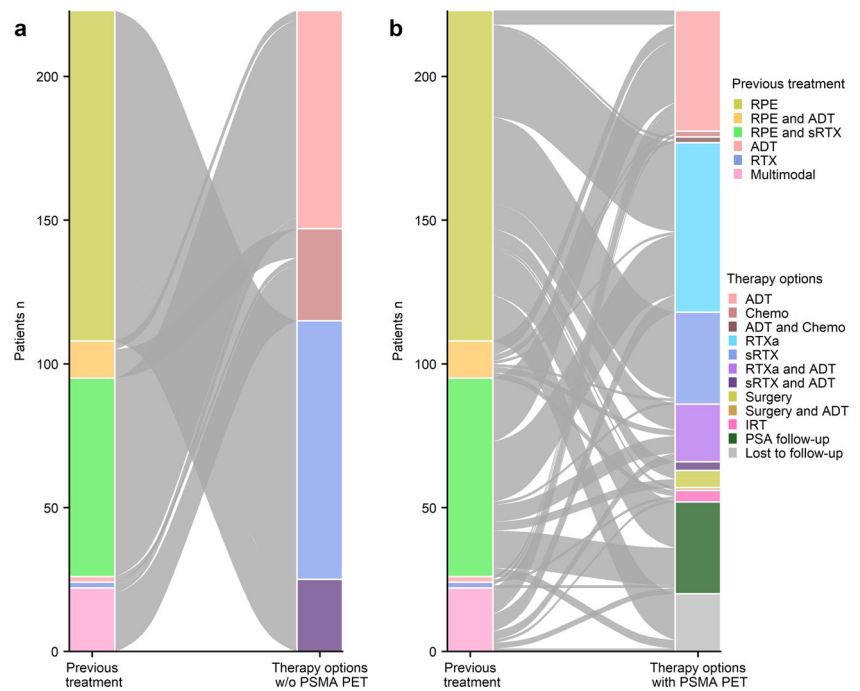 a
b
200
150
100
50
0
Patients n
Previous
treatment
Therapy options
w/o PSMA PET
200
150
100
50
0
Patients n
Previous
treatment
Therapy options
with PSMA PET
Previous treatment
RPE
RPE and ADT
RPE and sRTX
ADT
RTX
Multimodal
Therapy options
ADT
Chemo
ADT and Chemo
RTXa
sRTX
RTXa and ADT
sRTX and ADT
Surgery
Surgery and ADT
IRT
PSA follow-up
Lost to follow-up